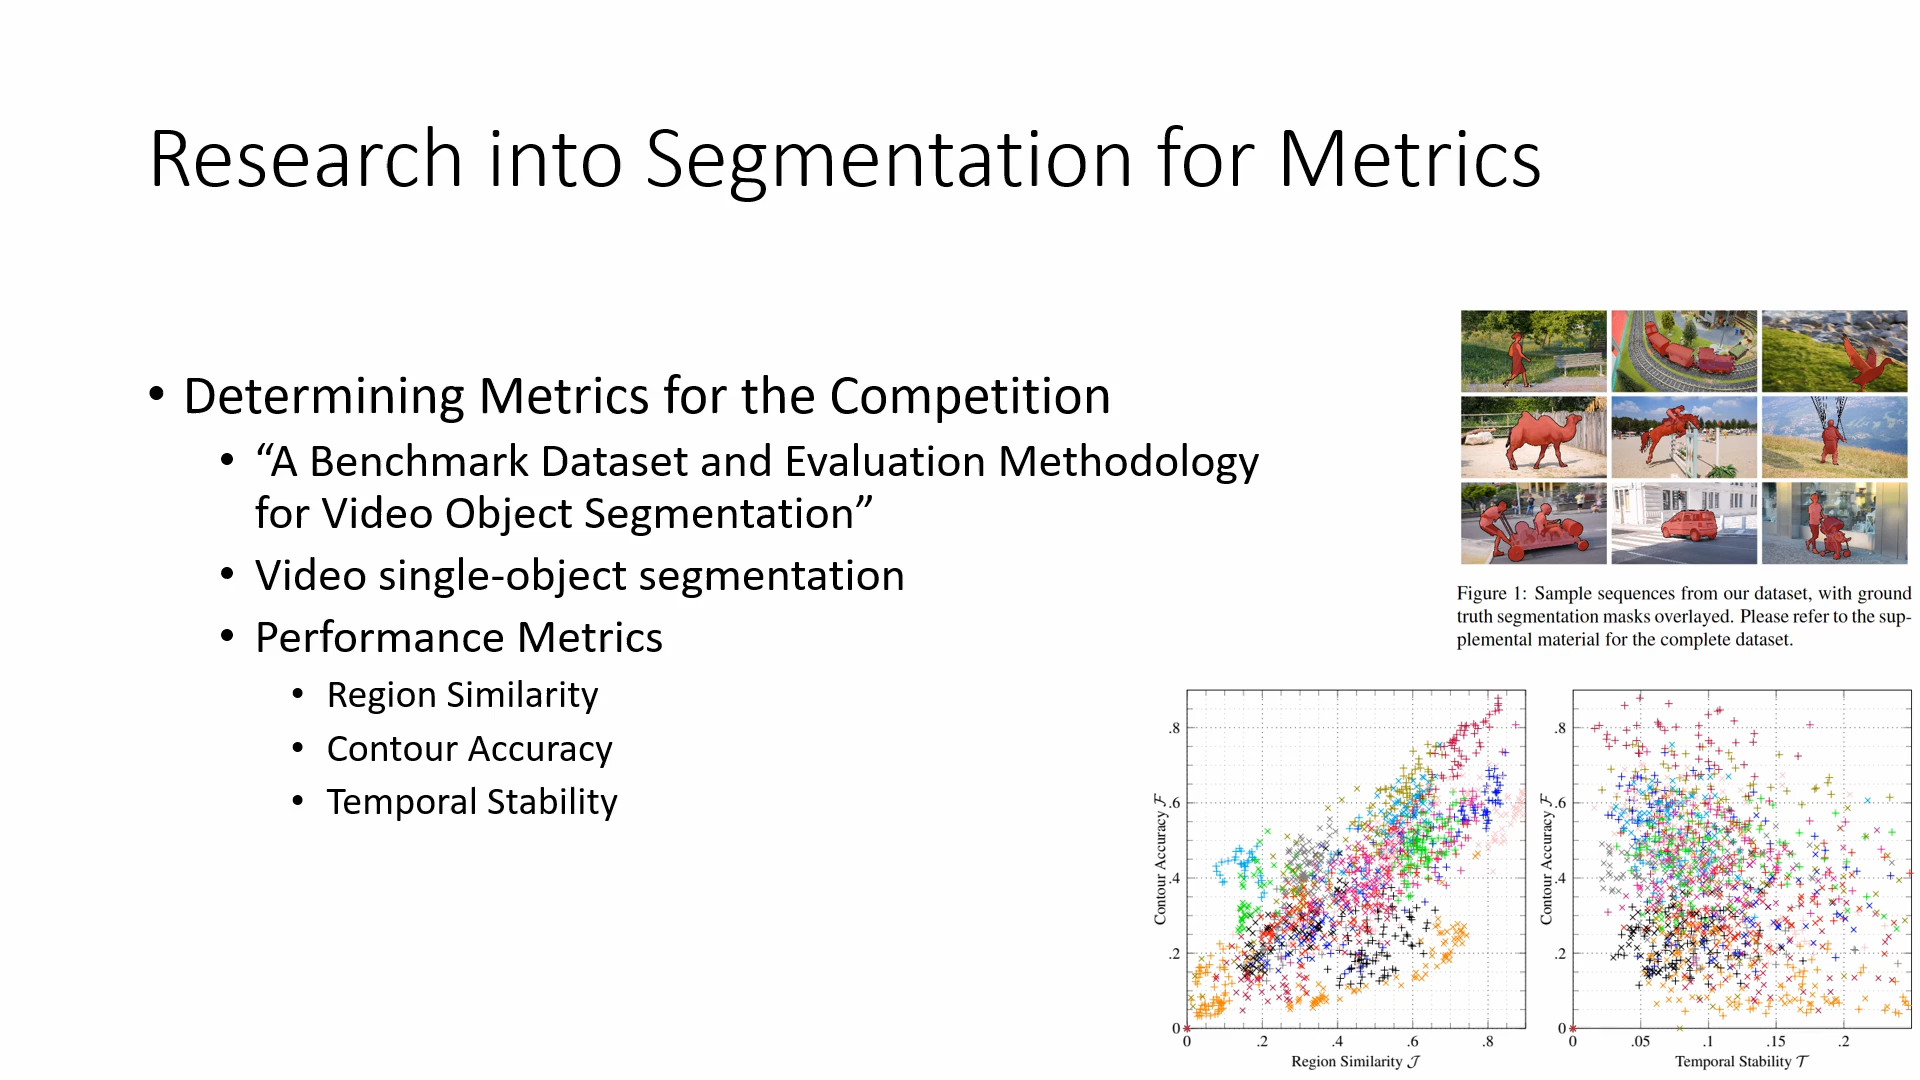 Research into Segmentation for Metrics
• Determining Metrics for the Competition
• “A Benchmark Dataset and Evaluation Methodology
for Video Object Segmentation”
• Video single-object segmentation
• Performance Metrics
• Region Similarity
• Contour Accuracy
• Temporal Stability
Figure 1: Sample sequences from our dataset, with ground
truth segmentation masks overlayed. Please refer to the sup-
plemental material for the complete dataset.
Contour Accuracy ℱ
.8
.6
.4
.2
0
0 .2 .4 .6 .8
Region Similarity 𝒥
Contour Accuracy ℱ
.8
.6
.4
.2
0
0 .05 .1 .15 .2
Temporal Stability 𝒯